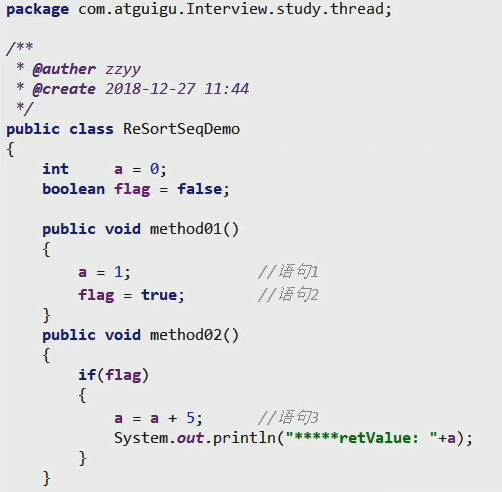 package com.atguigu.Interview.study.thread;
/**
 * @auther zzyy
 * @create 2018-12-27 11:44
 */
public class ReSortSeqDemo
{
    int     a = 0;
    boolean flag = false;
    public void method01()
    {
        a = 1;              //语句1
        flag = true;        //语句2
    }
    public void method02()
    {
        if(flag)
        {
            a = a + 5;      //语句3
            System.out.println("*****retValue: "+a);
        }
    }